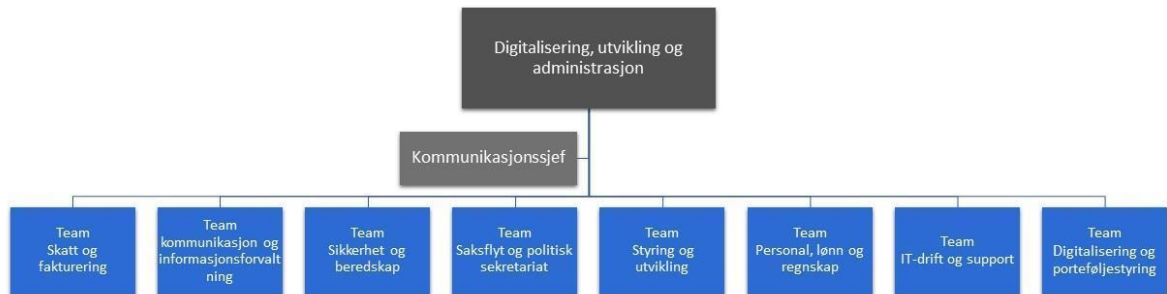 Digitalisering, utvikling og
administrasjon
Kommunikasjonssjef
Team
Skatt og
fakturering
Team
kommunikasjon og
informasjonsforvalt
ning
Team
Sikkerhet og
beredskap
Team
Saksflyt og politisk
sekretariat
Team
Styring og
utvikling
Team
Personal, lønn og
regnskap
Team
IT-drift og support
Team
Digitalisering og
porteføljestyring